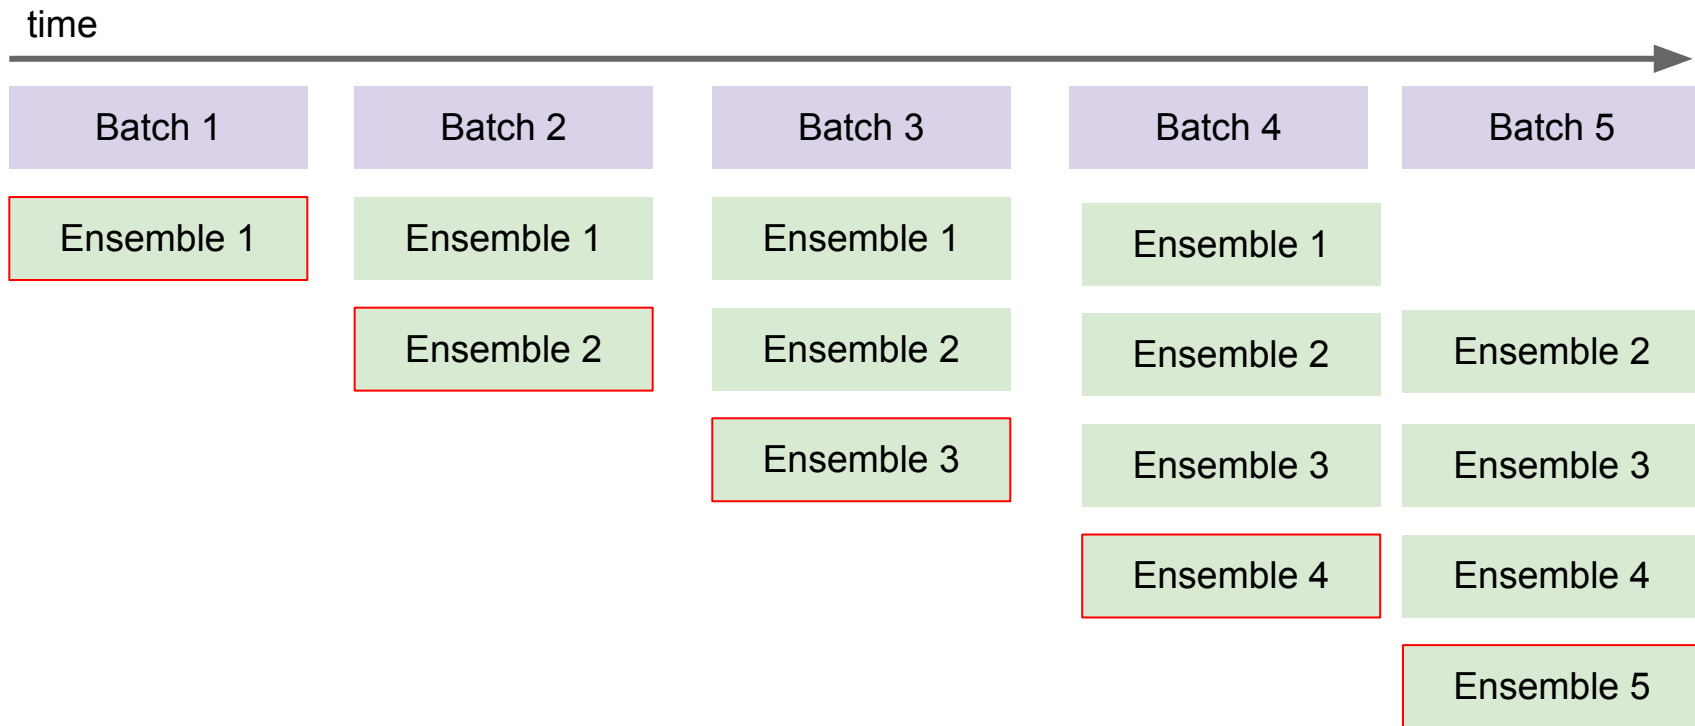 time
Batch 1 Batch 2 Batch 3 Batch 4 Batch 5
Ensemble 1 Ensemble 1 Ensemble 1 Ensemble 1
Ensemble 2 Ensemble 2 Ensemble 2 Ensemble 2
Ensemble 3 Ensemble 3 Ensemble 3
Ensemble 4 Ensemble 4
Ensemble 5